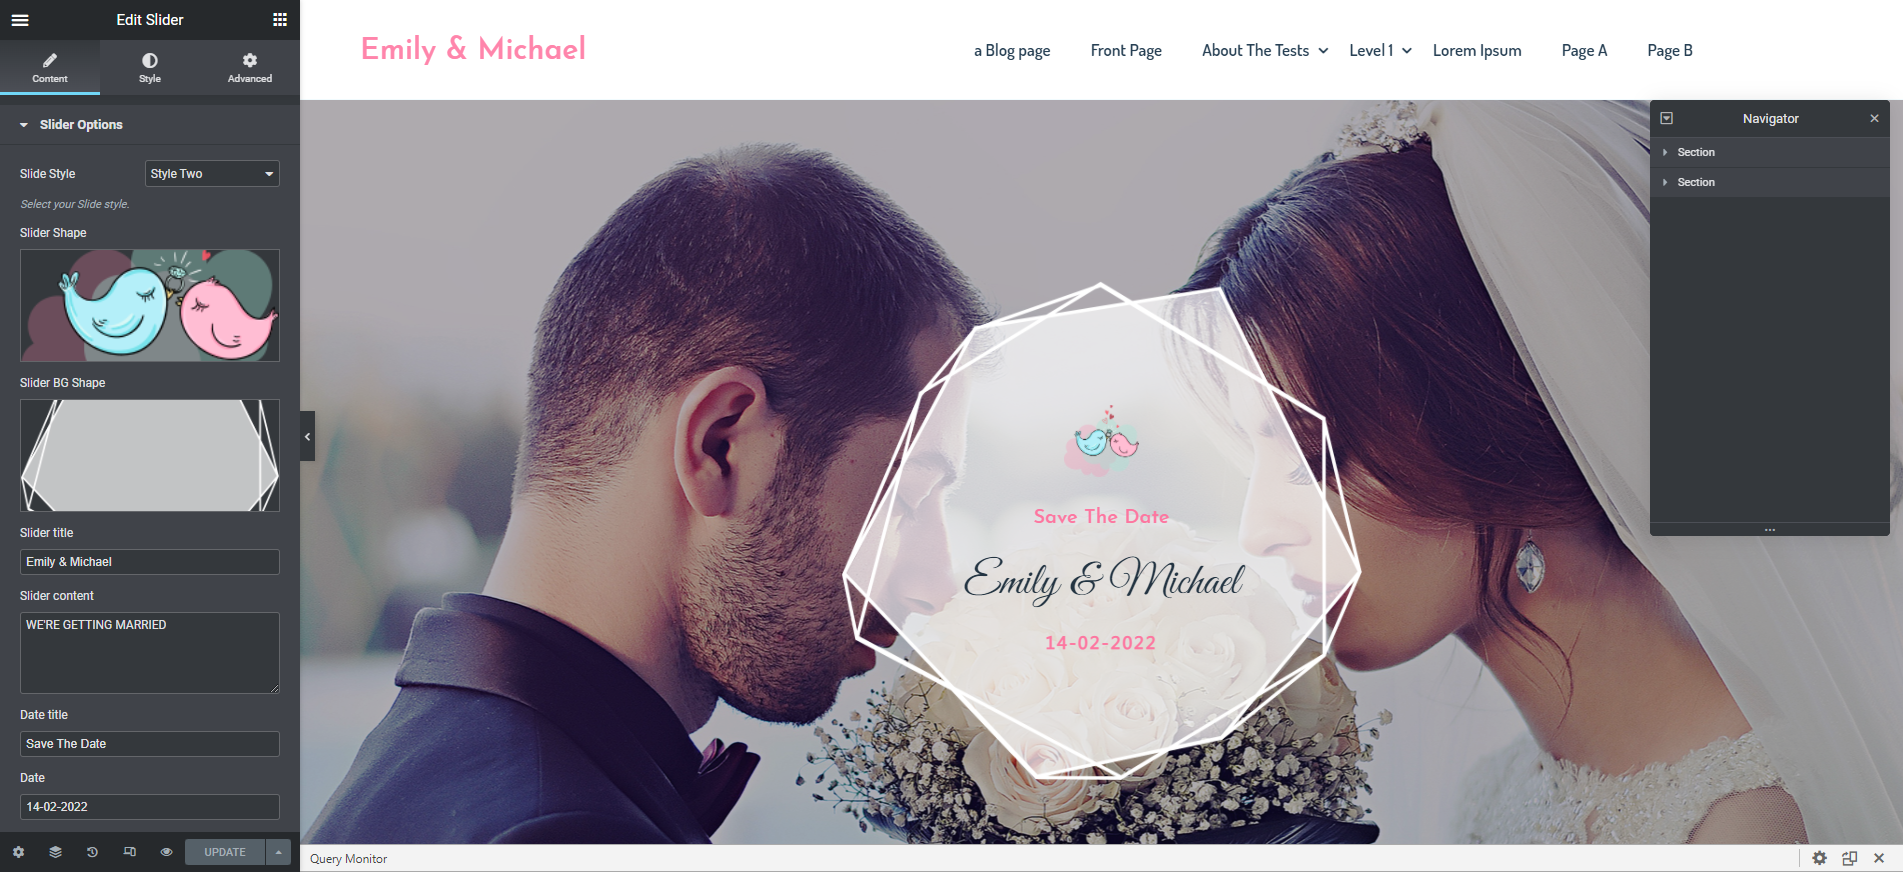 Edit Slider
Content
Style
Advanced
Slider Options
Slide Style
Style Two
Select your Slide style.
Slider Shape
Slider BG Shape
Slider title
Emily & Michael
Slider content
WE'RE GETTING MARRIED
Date title
Save The Date
Date
14-02-2022
UPDATE
Emily & Michael
a Blog page
Front Page
About The Tests
Level 1
Lorem Ipsum
Page A
Page B
Save The Date
Emily & Michael
14-02-2022
Navigator
Section
Section
Query Monitor